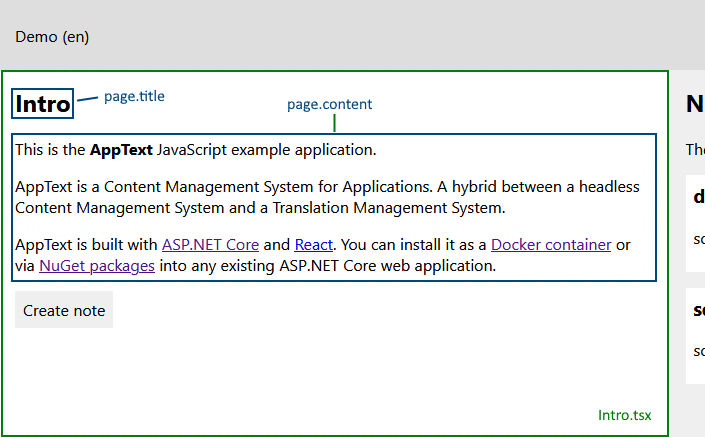 Demo (en)
Intro
page.title
page.content
This is the AppText JavaScript example application.
AppText is a Content Management System for Applications. A hybrid between a headless
Content Management System and a Translation Management System.
AppText is built with ASP.NET Core and React. You can install it as a Docker container or
via NuGet packages into any existing ASP.NET Core web application.
Create note
Intro.tsx
N
The
d
so
so